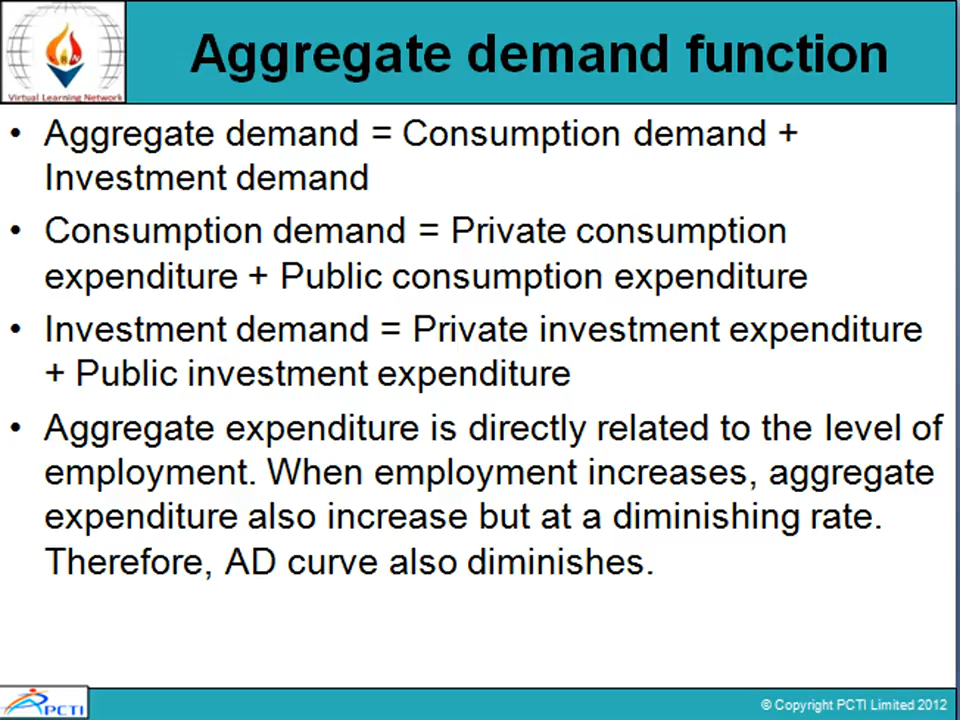 Aggregate demand function
Virtual Learning Network
• Aggregate demand = Consumption demand +
Investment demand
• Consumption demand = Private consumption
expenditure + Public consumption expenditure
• Investment demand = Private investment expenditure
+ Public investment expenditure
• Aggregate expenditure is directly related to the level of
employment. When employment increases, aggregate
expenditure also increase but at a diminishing rate.
Therefore, AD curve also diminishes.
PCTI
© Copyright PCTI Limited 2012